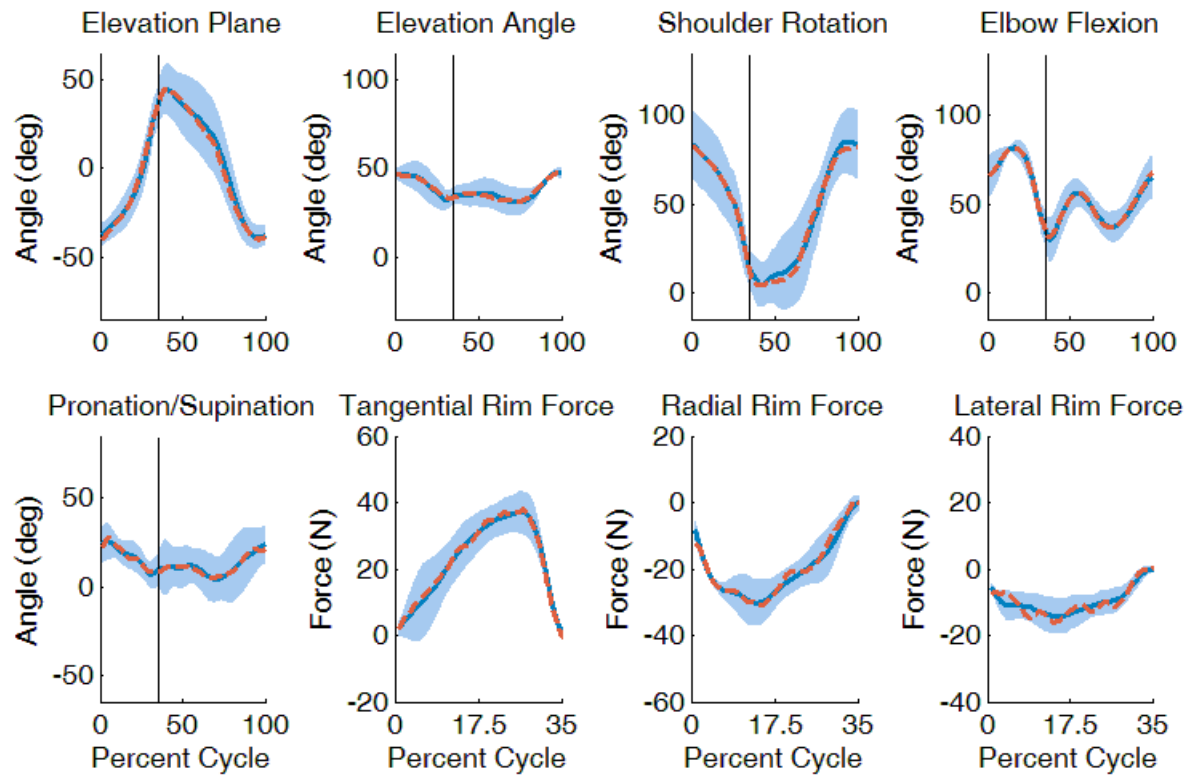 Elevation Plane
Elevation Angle
Shoulder Rotation
Elbow Flexion
Angle (deg)
50
0
-50
0
50
100
Angle (deg)
100
50
0
0
50
100
Angle (deg)
100
50
0
0
50
100
Angle (deg)
100
50
0
0
50
100
Pronation/Supination
Tangential Rim Force
Radial Rim Force
Lateral Rim Force
Angle (deg)
50
0
-50
0
50
100
Percent Cycle
Force (N)
60
40
20
0
-20
0
17.5
35
Percent Cycle
Force (N)
20
0
-20
-40
-60
0
17.5
35
Percent Cycle
Force (N)
40
20
0
-20
-40
0
17.5
35
Percent Cycle